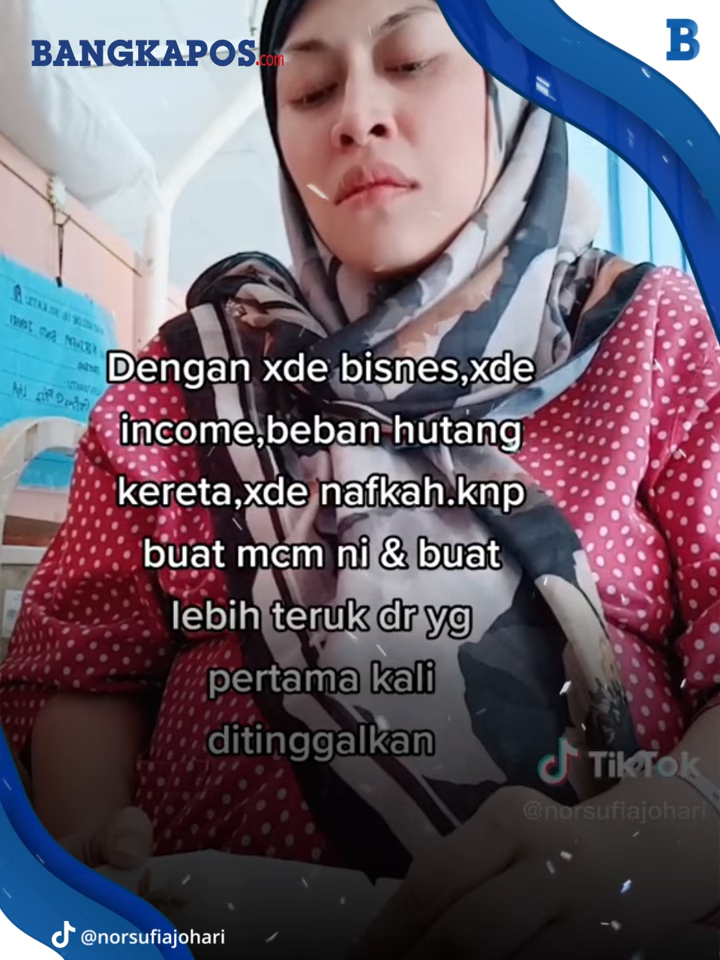 BANGKAPOS.com
B
Dengan xde bisnes,xde
income,beban hutang
kereta,xde nafkah.knp
buat mcm ni & buat
lebih teruk dr yg
pertama kali
ditinggalkan
TikTok
@norsufiajohari
@norsufiajohari